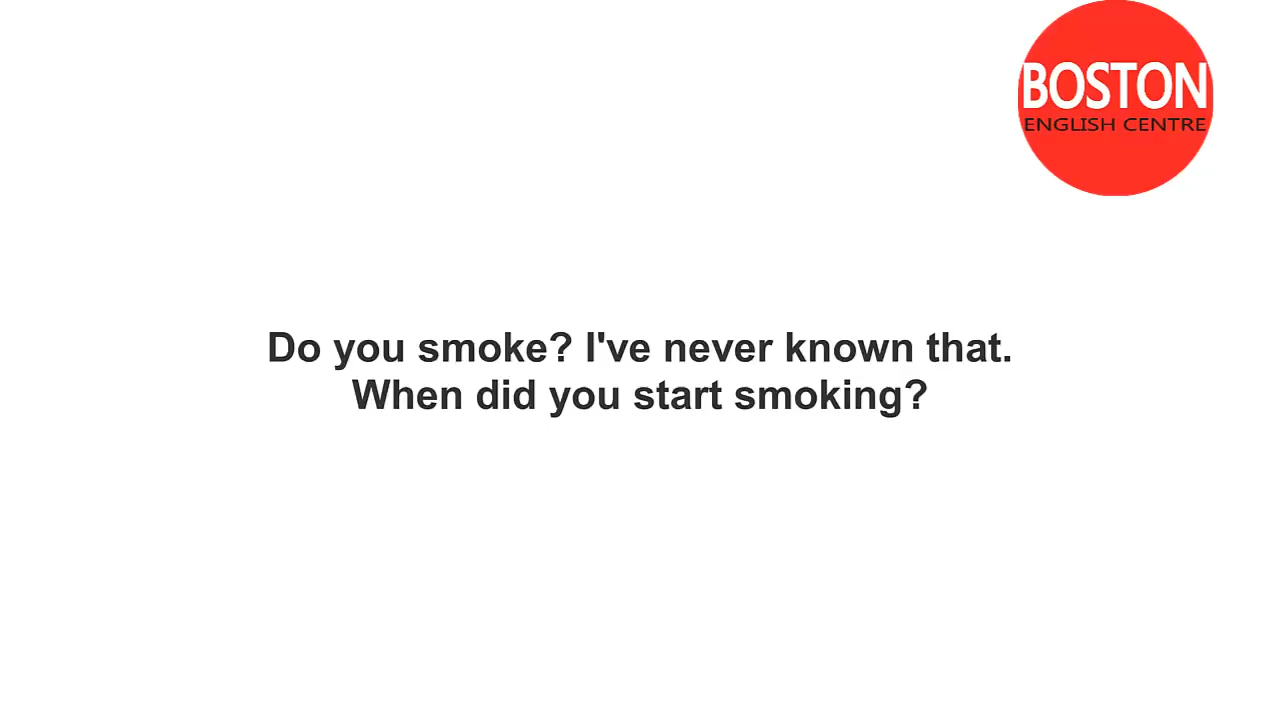 BOSTON
ENGLISH CENTRE
Do you smoke? I've never known that.
When did you start smoking?